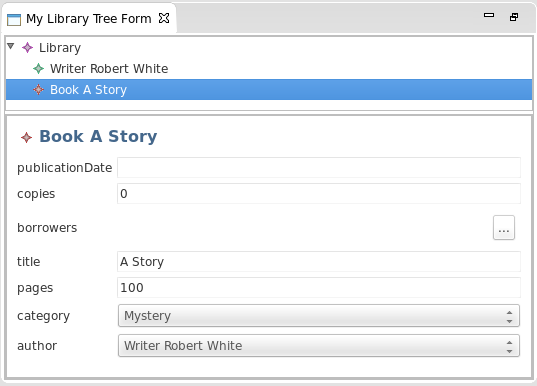 My Library Tree Form
Library
Writer Robert White
Book A Story
Book A Story
publicationDate
copies 0
borrowers ...
title A Story
pages 100
category Mystery
author Writer Robert White